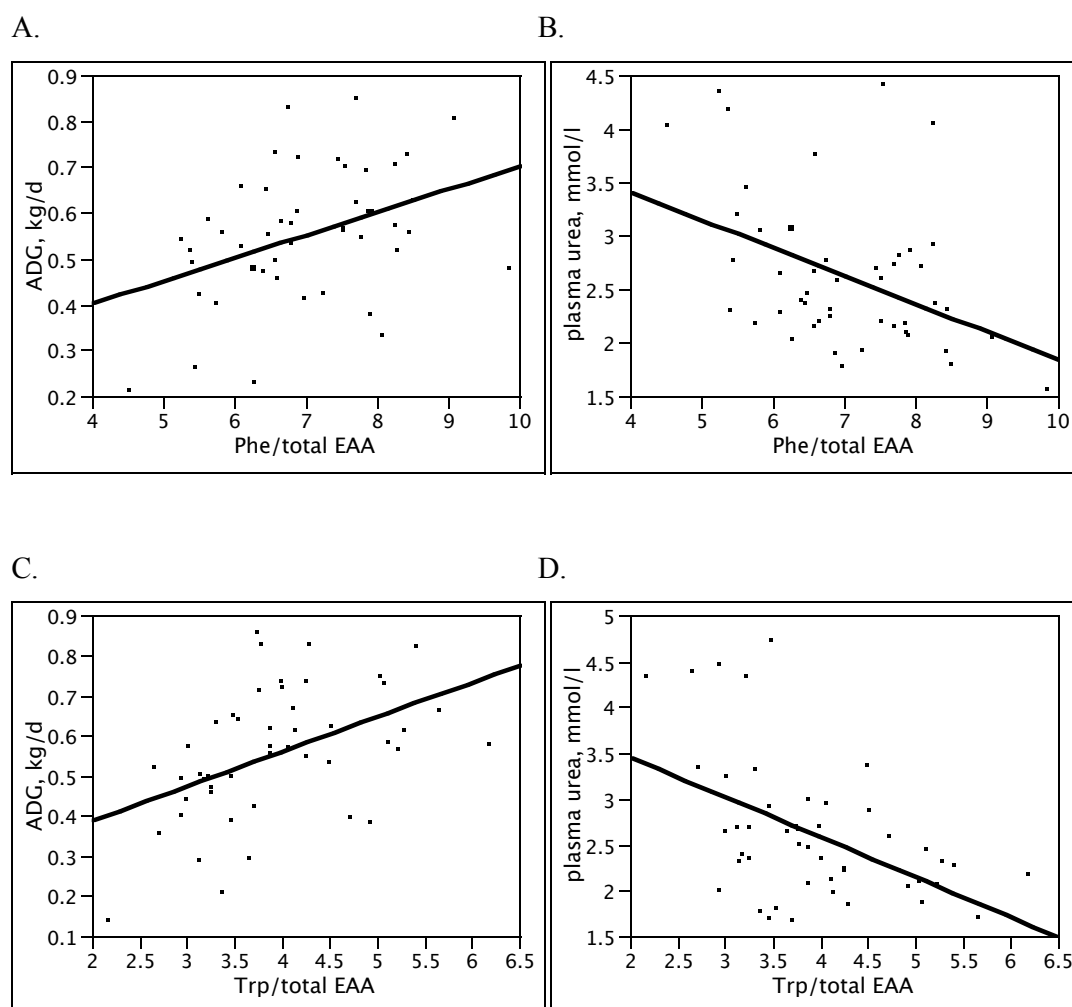 A.
B.
0.9
0.8
0.7
0.6
0.5
0.4
0.3
0.2
ADG, kg/d
4 5 6 7 8 9 10
Phe/total EAA
4.5
4
3.5
3
2.5
2
1.5
plasma urea, mmol/l
4 5 6 7 8 9 10
Phe/total EAA
C.
D.
0.9
0.8
0.7
0.6
0.5
0.4
0.3
0.2
0.1
ADG, kg/d
2 2.5 3 3.5 4 4.5 5 5.5 6 6.5
Trp/total EAA
5
4.5
4
3.5
3
2.5
2
1.5
plasma urea, mmol/l
2 2.5 3 3.5 4 4.5 5 5.5 6 6.5
Trp/total EAA